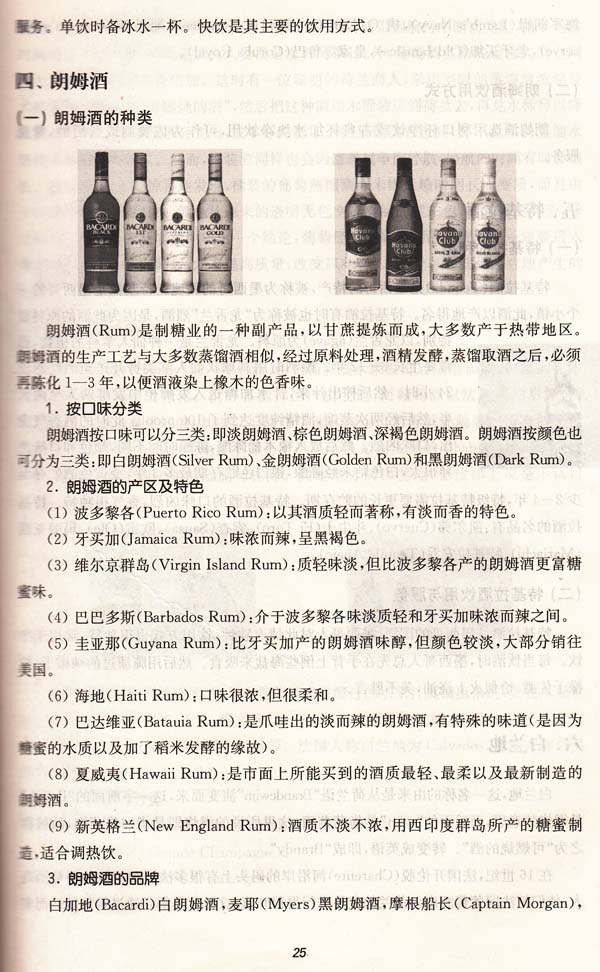 服务。单饮时备冰水一杯。快饮是其主要的饮用方式。
四、朗姆酒
(一) 朗姆酒的种类
BACARDI BLACK
BACARDI
BACARDI
BACARDI GOLD
Havana Club
Havana Club
Havana Club
Havana Club
朗姆酒(Rum)是制糖业的一种副产品,以甘蔗提炼而成,大多数产于热带地区。
朗姆酒的生产工艺与大多数蒸馏酒相似,经过原料处理,酒精发酵,蒸馏取酒之后,必须
再陈化1—3年,以便酒液染上橡木的色香味。
1. 按口味分类
朗姆酒按口味可以分三类:即淡朗姆酒、棕色朗姆酒、深褐色朗姆酒。朗姆酒按颜色也
可分为三类:即白朗姆酒(Silver Rum)、金朗姆酒(Golden Rum)和黑朗姆酒(Dark Rum)。
2. 朗姆酒的产区及特色
(1) 波多黎各(Puerto Rico Rum):以其酒质轻而著称,有淡而香的特色。
(2) 牙买加(Jamaica Rum):味浓而辣,呈黑褐色。
(3) 维尔京群岛(Virgin Island Rum):质轻味淡,但比波多黎各产的朗姆酒更富糖
蜜味。
(4) 巴巴多斯(Barbados Rum):介于波多黎各味淡质轻和牙买加味浓而辣之间。
(5) 圭亚那(Guyana Rum):比牙买加产的朗姆酒味醇,但颜色较淡,大部分销往
美国。
(6) 海地(Haiti Rum):口味很浓,但很柔和。
(7) 巴达维亚(Batauia Rum):是爪哇出的淡而辣的朗姆酒,有特殊的味道(是因为
糖蜜的水质以及加了稻米发酵的缘故)。
(8) 夏威夷(Hawaii Rum):是市面上所能买到的酒质最轻、最柔以及最新制造的
朗姆酒。
(9) 新英格兰(New England Rum):酒质不淡不浓,用西印度群岛所产的糖蜜制
造,适合调热饮。
3. 朗姆酒的品牌
白加地(Bacardi)白朗姆酒,麦耶(Myers)黑朗姆酒,摩根船长(Captain Morgan),
25